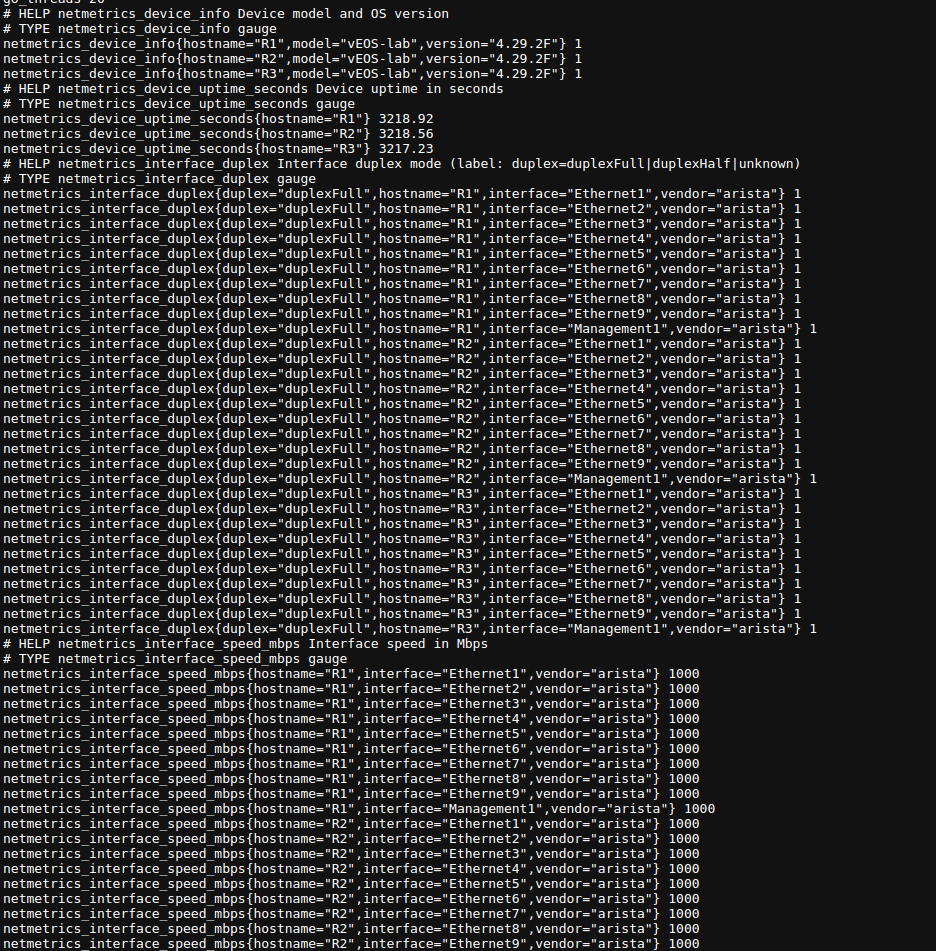 go_threads 20
# HELP netmetrics_device_info Device model and OS version
# TYPE netmetrics_device_info gauge
netmetrics_device_info{hostname="R1",model="vEOS-lab",version="4.29.2F"} 1
netmetrics_device_info{hostname="R2",model="vEOS-lab",version="4.29.2F"} 1
netmetrics_device_info{hostname="R3",model="vEOS-lab",version="4.29.2F"} 1
# HELP netmetrics_device_uptime_seconds Device uptime in seconds
# TYPE netmetrics_device_uptime_seconds gauge
netmetrics_device_uptime_seconds{hostname="R1"} 3218.92
netmetrics_device_uptime_seconds{hostname="R2"} 3218.56
netmetrics_device_uptime_seconds{hostname="R3"} 3217.23
# HELP netmetrics_interface_duplex Interface duplex mode (label: duplex=duplexFull|duplexHalf|unknown)
# TYPE netmetrics_interface_duplex gauge
netmetrics_interface_duplex{duplex="duplexFull",hostname="R1",interface="Ethernet1",vendor="arista"} 1
netmetrics_interface_duplex{duplex="duplexFull",hostname="R1",interface="Ethernet2",vendor="arista"} 1
netmetrics_interface_duplex{duplex="duplexFull",hostname="R1",interface="Ethernet3",vendor="arista"} 1
netmetrics_interface_duplex{duplex="duplexFull",hostname="R1",interface="Ethernet4",vendor="arista"} 1
netmetrics_interface_duplex{duplex="duplexFull",hostname="R1",interface="Ethernet5",vendor="arista"} 1
netmetrics_interface_duplex{duplex="duplexFull",hostname="R1",interface="Ethernet6",vendor="arista"} 1
netmetrics_interface_duplex{duplex="duplexFull",hostname="R1",interface="Ethernet7",vendor="arista"} 1
netmetrics_interface_duplex{duplex="duplexFull",hostname="R1",interface="Ethernet8",vendor="arista"} 1
netmetrics_interface_duplex{duplex="duplexFull",hostname="R1",interface="Ethernet9",vendor="arista"} 1
netmetrics_interface_duplex{duplex="duplexFull",hostname="R1",interface="Management1",vendor="arista"} 1
netmetrics_interface_duplex{duplex="duplexFull",hostname="R2",interface="Ethernet1",vendor="arista"} 1
netmetrics_interface_duplex{duplex="duplexFull",hostname="R2",interface="Ethernet2",vendor="arista"} 1
netmetrics_interface_duplex{duplex="duplexFull",hostname="R2",interface="Ethernet3",vendor="arista"} 1
netmetrics_interface_duplex{duplex="duplexFull",hostname="R2",interface="Ethernet4",vendor="arista"} 1
netmetrics_interface_duplex{duplex="duplexFull",hostname="R2",interface="Ethernet5",vendor="arista"} 1
netmetrics_interface_duplex{duplex="duplexFull",hostname="R2",interface="Ethernet6",vendor="arista"} 1
netmetrics_interface_duplex{duplex="duplexFull",hostname="R2",interface="Ethernet7",vendor="arista"} 1
netmetrics_interface_duplex{duplex="duplexFull",hostname="R2",interface="Ethernet8",vendor="arista"} 1
netmetrics_interface_duplex{duplex="duplexFull",hostname="R2",interface="Ethernet9",vendor="arista"} 1
netmetrics_interface_duplex{duplex="duplexFull",hostname="R2",interface="Management1",vendor="arista"} 1
netmetrics_interface_duplex{duplex="duplexFull",hostname="R3",interface="Ethernet1",vendor="arista"} 1
netmetrics_interface_duplex{duplex="duplexFull",hostname="R3",interface="Ethernet2",vendor="arista"} 1
netmetrics_interface_duplex{duplex="duplexFull",hostname="R3",interface="Ethernet3",vendor="arista"} 1
netmetrics_interface_duplex{duplex="duplexFull",hostname="R3",interface="Ethernet4",vendor="arista"} 1
netmetrics_interface_duplex{duplex="duplexFull",hostname="R3",interface="Ethernet5",vendor="arista"} 1
netmetrics_interface_duplex{duplex="duplexFull",hostname="R3",interface="Ethernet6",vendor="arista"} 1
netmetrics_interface_duplex{duplex="duplexFull",hostname="R3",interface="Ethernet7",vendor="arista"} 1
netmetrics_interface_duplex{duplex="duplexFull",hostname="R3",interface="Ethernet8",vendor="arista"} 1
netmetrics_interface_duplex{duplex="duplexFull",hostname="R3",interface="Ethernet9",vendor="arista"} 1
netmetrics_interface_duplex{duplex="duplexFull",hostname="R3",interface="Management1",vendor="arista"} 1
# HELP netmetrics_interface_speed_mbps Interface speed in Mbps
# TYPE netmetrics_interface_speed_mbps gauge
netmetrics_interface_speed_mbps{hostname="R1",interface="Ethernet1",vendor="arista"} 1000
netmetrics_interface_speed_mbps{hostname="R1",interface="Ethernet2",vendor="arista"} 1000
netmetrics_interface_speed_mbps{hostname="R1",interface="Ethernet3",vendor="arista"} 1000
netmetrics_interface_speed_mbps{hostname="R1",interface="Ethernet4",vendor="arista"} 1000
netmetrics_interface_speed_mbps{hostname="R1",interface="Ethernet5",vendor="arista"} 1000
netmetrics_interface_speed_mbps{hostname="R1",interface="Ethernet6",vendor="arista"} 1000
netmetrics_interface_speed_mbps{hostname="R1",interface="Ethernet7",vendor="arista"} 1000
netmetrics_interface_speed_mbps{hostname="R1",interface="Ethernet8",vendor="arista"} 1000
netmetrics_interface_speed_mbps{hostname="R1",interface="Ethernet9",vendor="arista"} 1000
netmetrics_interface_speed_mbps{hostname="R1",interface="Management1",vendor="arista"} 1000
netmetrics_interface_speed_mbps{hostname="R2",interface="Ethernet1",vendor="arista"} 1000
netmetrics_interface_speed_mbps{hostname="R2",interface="Ethernet2",vendor="arista"} 1000
netmetrics_interface_speed_mbps{hostname="R2",interface="Ethernet3",vendor="arista"} 1000
netmetrics_interface_speed_mbps{hostname="R2",interface="Ethernet4",vendor="arista"} 1000
netmetrics_interface_speed_mbps{hostname="R2",interface="Ethernet5",vendor="arista"} 1000
netmetrics_interface_speed_mbps{hostname="R2",interface="Ethernet6",vendor="arista"} 1000
netmetrics_interface_speed_mbps{hostname="R2",interface="Ethernet7",vendor="arista"} 1000
netmetrics_interface_speed_mbps{hostname="R2",interface="Ethernet8",vendor="arista"} 1000
netmetrics_interface_speed_mbps{hostname="R2",interface="Ethernet9",vendor="arista"} 1000